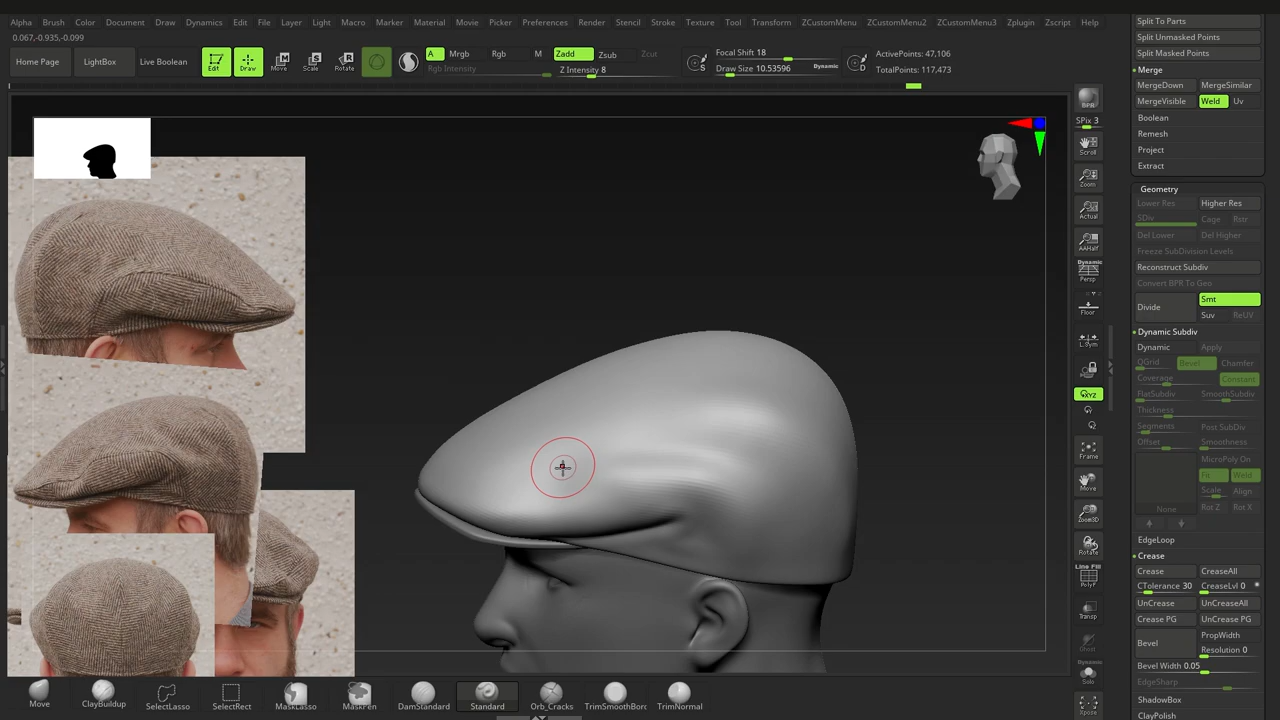 Alpha Brush Color Document Draw Dynamics Edit File Layer Light Macro Marker Material Movie Picker Preferences Render Stencil Stroke Texture Tool Transform ZCustomMenu ZCustomMenu2 ZCustomMenu3 Zplugin Zscript Help
0.067,-0.935,-0.099
Home Page LightBox Live Boolean Edit Draw Move Scale Rotate
A Mrgb Rgb M Zadd Zsub Zcut
Rgb Intensity Z Intensity 8
S Focal Shift 18
Draw Size 10.53596 Dynamic D
ActivePoints: 47,106
TotalPoints: 117,473
BPR
SPix 3
Scroll
Zoom
Actual
AAHalf
Dynamic
Persp
Floor
L.Sym
XYZ
Frame
Move
Zoom3D
Rotate
Line Fill
PolyF
Transp
Ghost
Dynamic
Solo
Xpose
Split To Parts
Split Unmasked Points
Split Masked Points
Merge
MergeDown MergeSimilar
MergeVisible Weld Uv
Boolean
Remesh
Project
Extract
Geometry
Lower Res Higher Res
SDiv Cage Rstr
Del Lower Del Higher
Freeze SubDivision Levels
Reconstruct Subdiv
Convert BPR To Geo
Divide Smt
Suv ReUV
Dynamic Subdiv
Dynamic Apply
QGrid Bevel Chamfer
Coverage Constant
FlatSubdiv SmoothSubdiv
Thickness
Segments Post SubDiv
Offset Smoothness
MicroPoly On
Fit Weld
Scale Align
None Rot Z Rot X
EdgeLoop
Crease
Crease CreaseAll
CTolerance 30 CreaseLvl 0
UnCrease UnCreaseAll
Crease PG UnCrease PG
Bevel PropWidth
Resolution 0
Bevel Width 0.05
EdgeSharp
ShadowBox
ClayPolish
Move ClayBuildup SelectLasso SelectRect MaskLasso MaskPen DamStandard Standard Orb_Cracks TrimSmoothBord TrimNormal